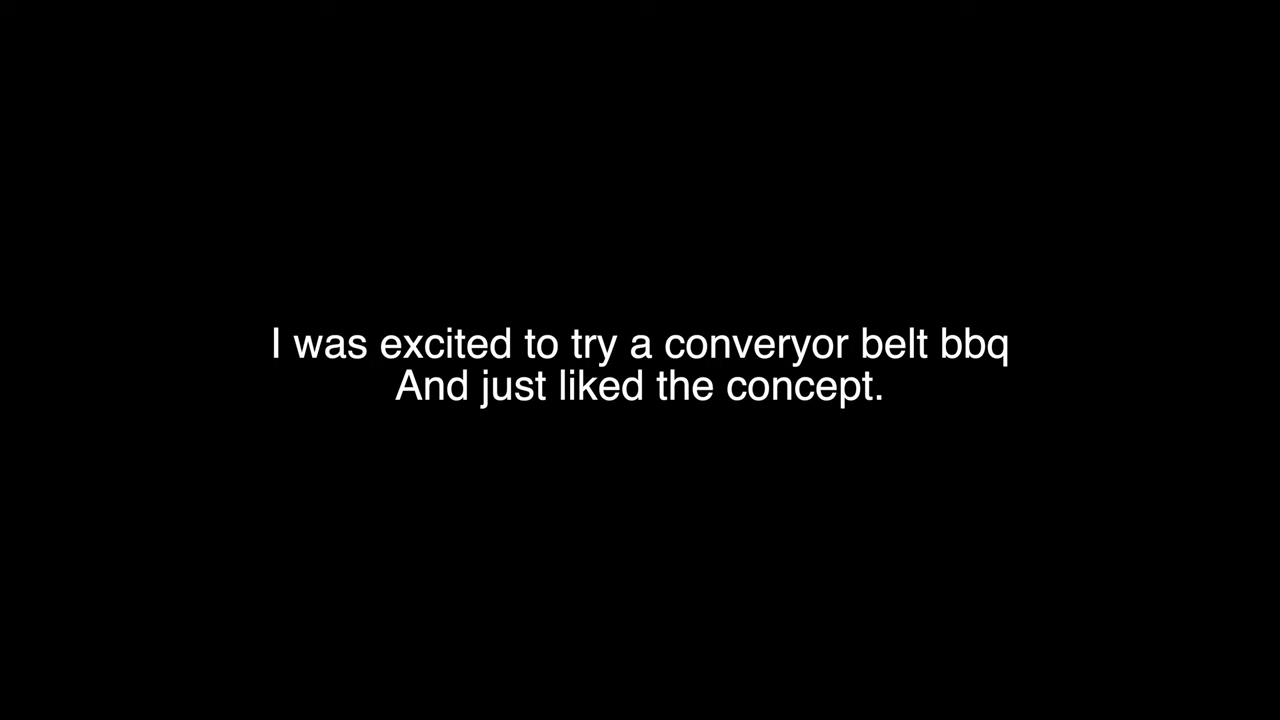 I was excited to try a converyor belt bbq
And just liked the concept.